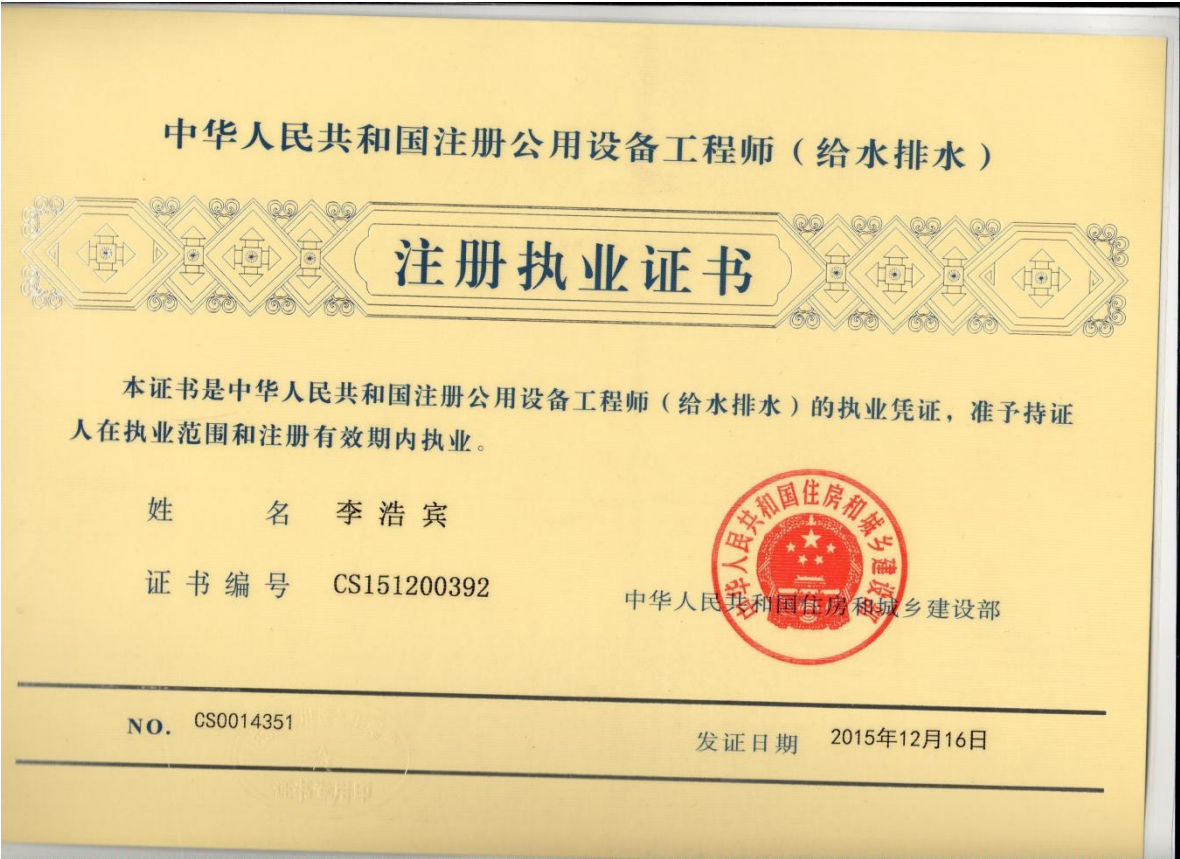 中华人民共和国注册公用设备工程师（给水排水）
注册执业证书
本证书是中华人民共和国注册公用设备工程师（给水排水）的执业凭证，准予持证
人在执业范围和注册有效期内执业。
姓 名 李浩宾
证书编号 CS151200392
中华人民共和国住房和城乡建设部
中华人民共和国住房和城乡建设部
NO. CS0014351
发证日期 2015年12月16日